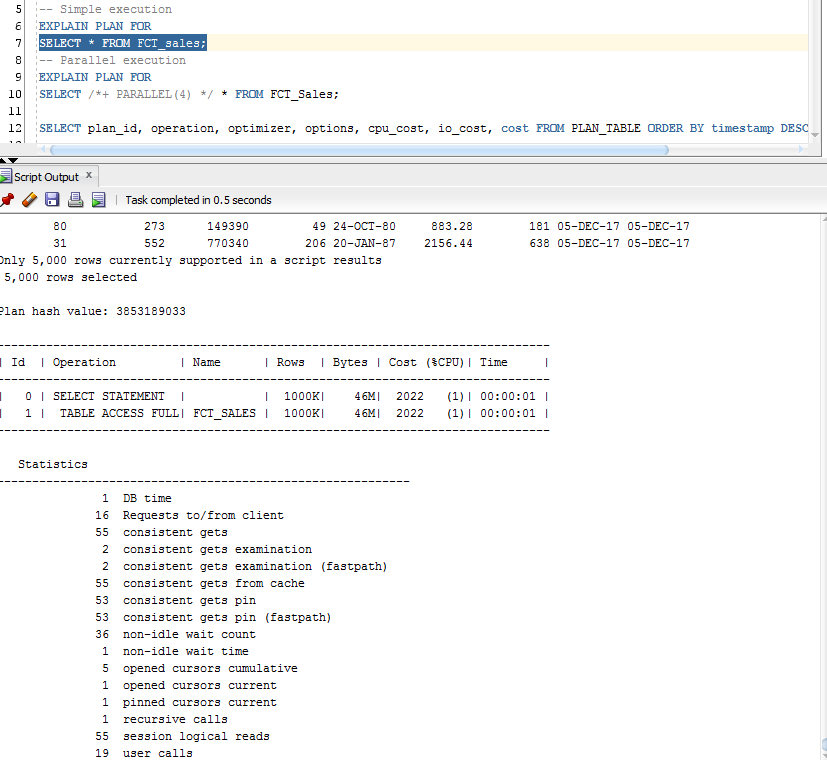 5 -- Simple execution
6 EXPLAIN PLAN FOR
7 SELECT * FROM FCT_sales;
8 -- Parallel execution
9 EXPLAIN PLAN FOR
10 SELECT /*+ PARALLEL(4) */ * FROM FCT_Sales;
11
12 SELECT plan_id, operation, optimizer, options, cpu_cost, io_cost, cost FROM PLAN_TABLE ORDER BY timestamp DESC
Script Output x
Task completed in 0.5 seconds
80 273 149390 49 24-OCT-80 883.28 181 05-DEC-17 05-DEC-17
31 552 770340 206 20-JAN-87 2156.44 638 05-DEC-17 05-DEC-17
Only 5,000 rows currently supported in a script results
5,000 rows selected
Plan hash value: 3853189033
-------------------------------------------------------------------------------
| Id | Operation | Name | Rows | Bytes | Cost (%CPU)| Time |
-------------------------------------------------------------------------------
| 0 | SELECT STATEMENT | | 1000K| 46M| 2022 (1)| 00:00:01 |
| 1 | TABLE ACCESS FULL| FCT_SALES | 1000K| 46M| 2022 (1)| 00:00:01 |
-------------------------------------------------------------------------------
Statistics
-----------------------------------------------------------
1 DB time
16 Requests to/from client
55 consistent gets
2 consistent gets examination
2 consistent gets examination (fastpath)
55 consistent gets from cache
53 consistent gets pin
53 consistent gets pin (fastpath)
36 non-idle wait count
1 non-idle wait time
5 opened cursors cumulative
1 opened cursors current
1 pinned cursors current
1 recursive calls
55 session logical reads
19 user calls